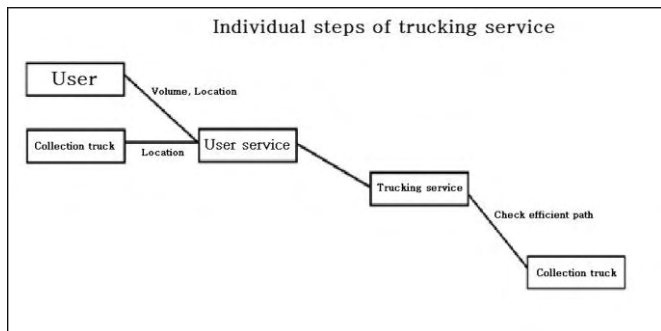 Individual steps of trucking service
User
Volume, Location
Collection truck
Location
User service
Trucking service
Check efficient path
Collection truck